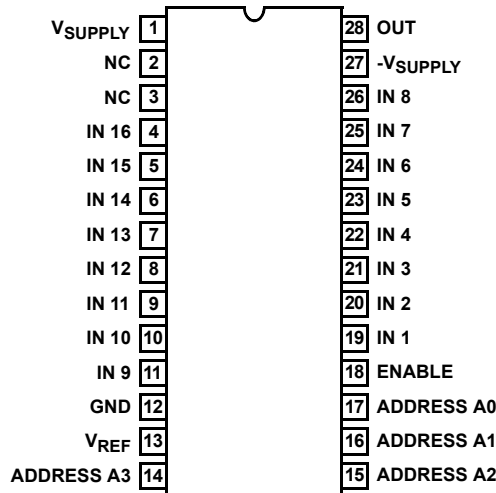 VSUPPLY 1 28 OUT
NC 2 27 -VSUPPLY
NC 3 26 IN 8
IN 16 4 25 IN 7
IN 15 5 24 IN 6
IN 14 6 23 IN 5
IN 13 7 22 IN 4
IN 12 8 21 IN 3
IN 11 9 20 IN 2
IN 10 10 19 IN 1
IN 9 11 18 ENABLE
GND 12 17 ADDRESS A0
VREF 13 16 ADDRESS A1
ADDRESS A3 14 15 ADDRESS A2